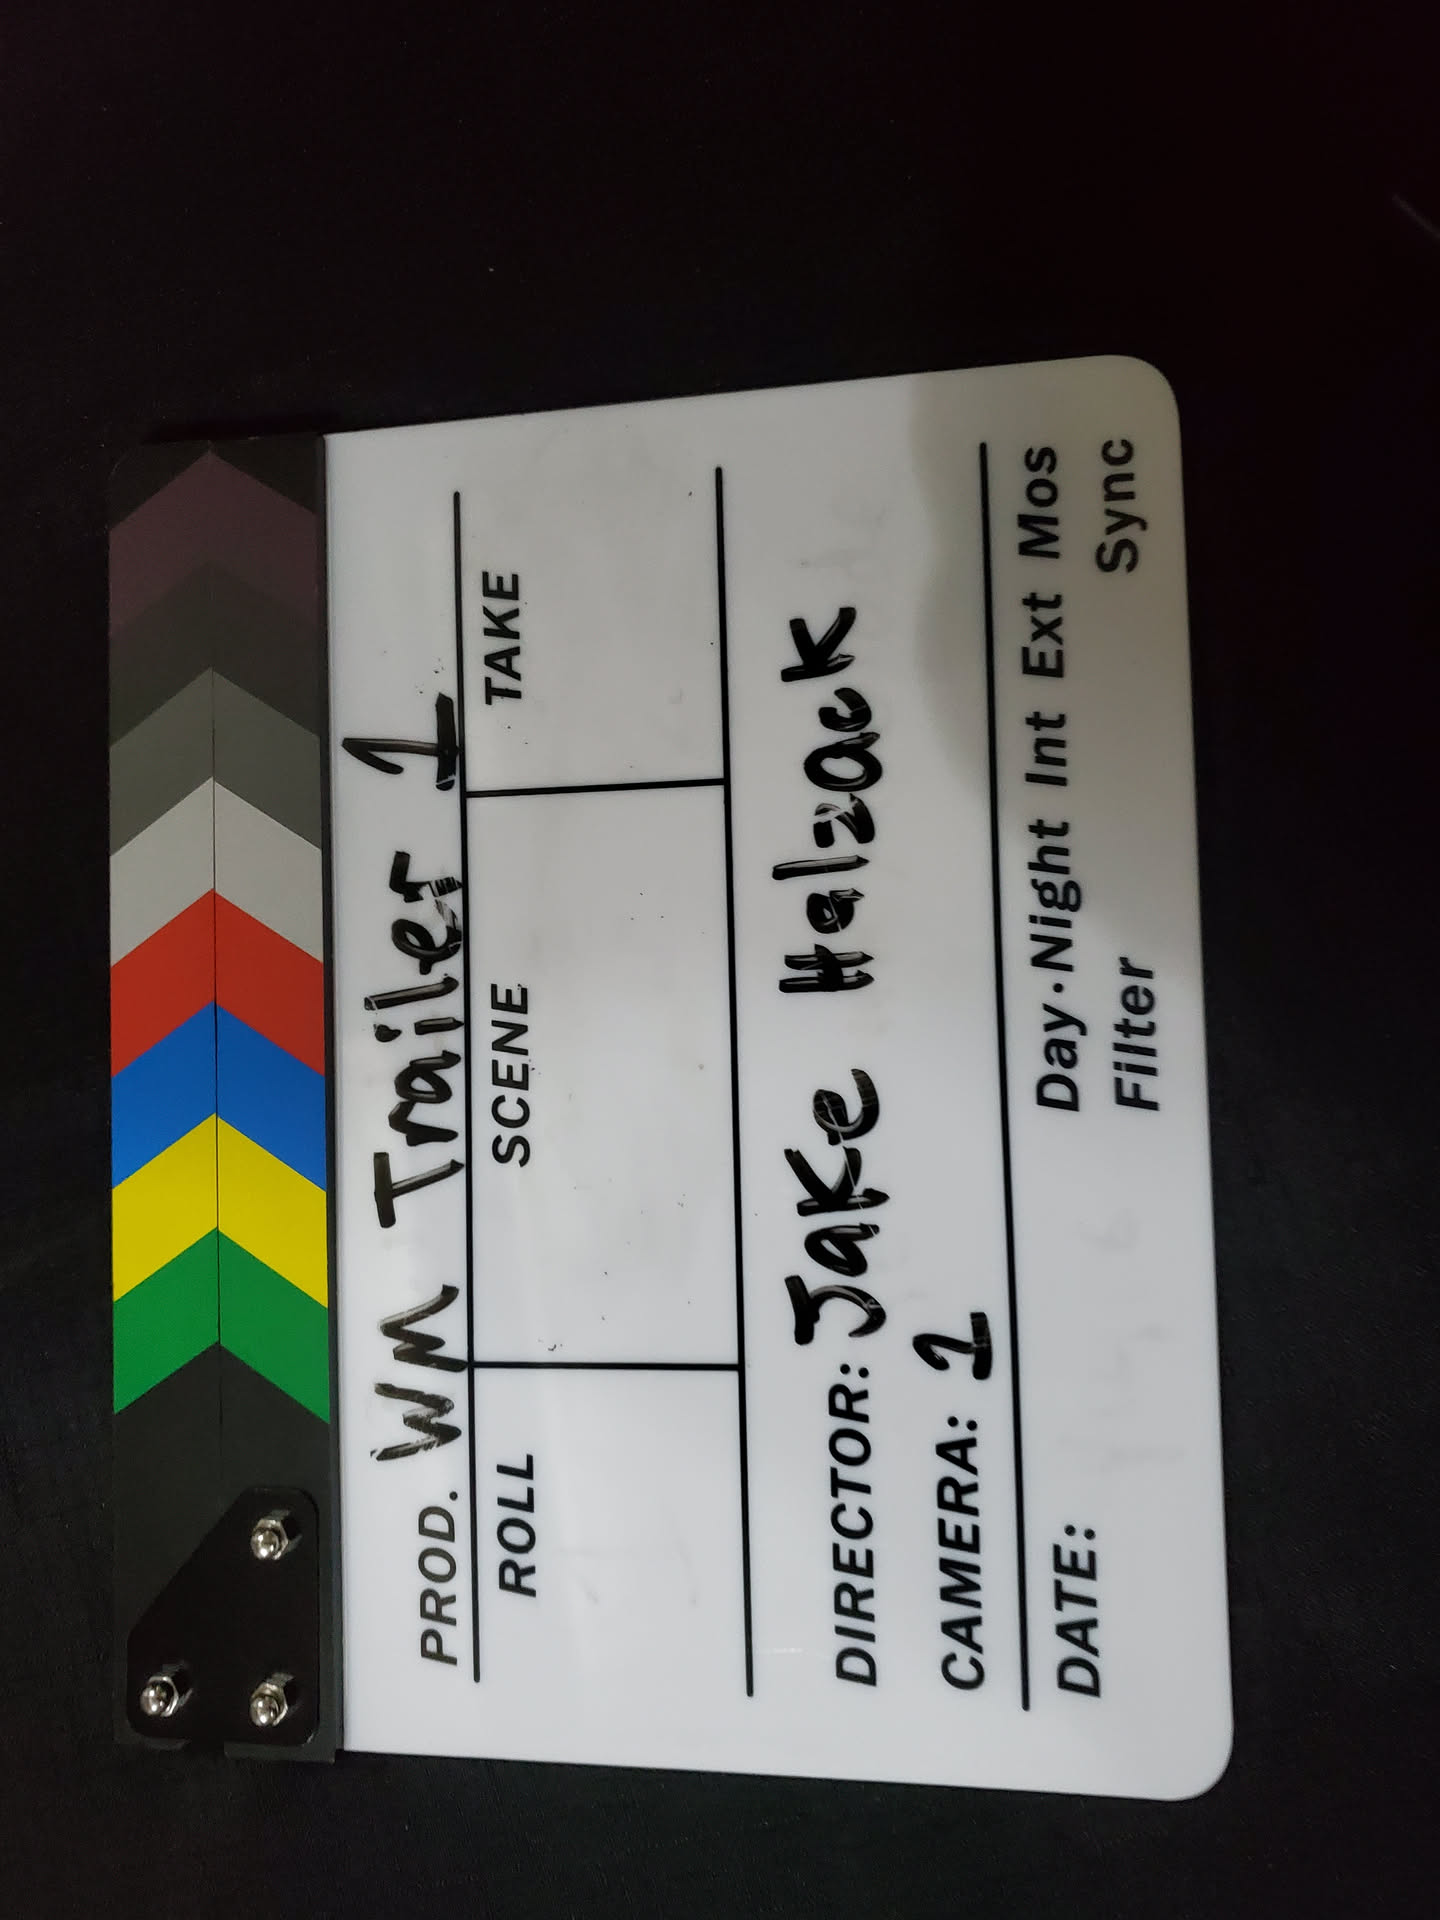 PROD. WM Trailer 1
ROLL SCENE TAKE
DIRECTOR: Jake Halzack
CAMERA: 1
DATE: Day·Night Int Ext Mos
Filter Sync